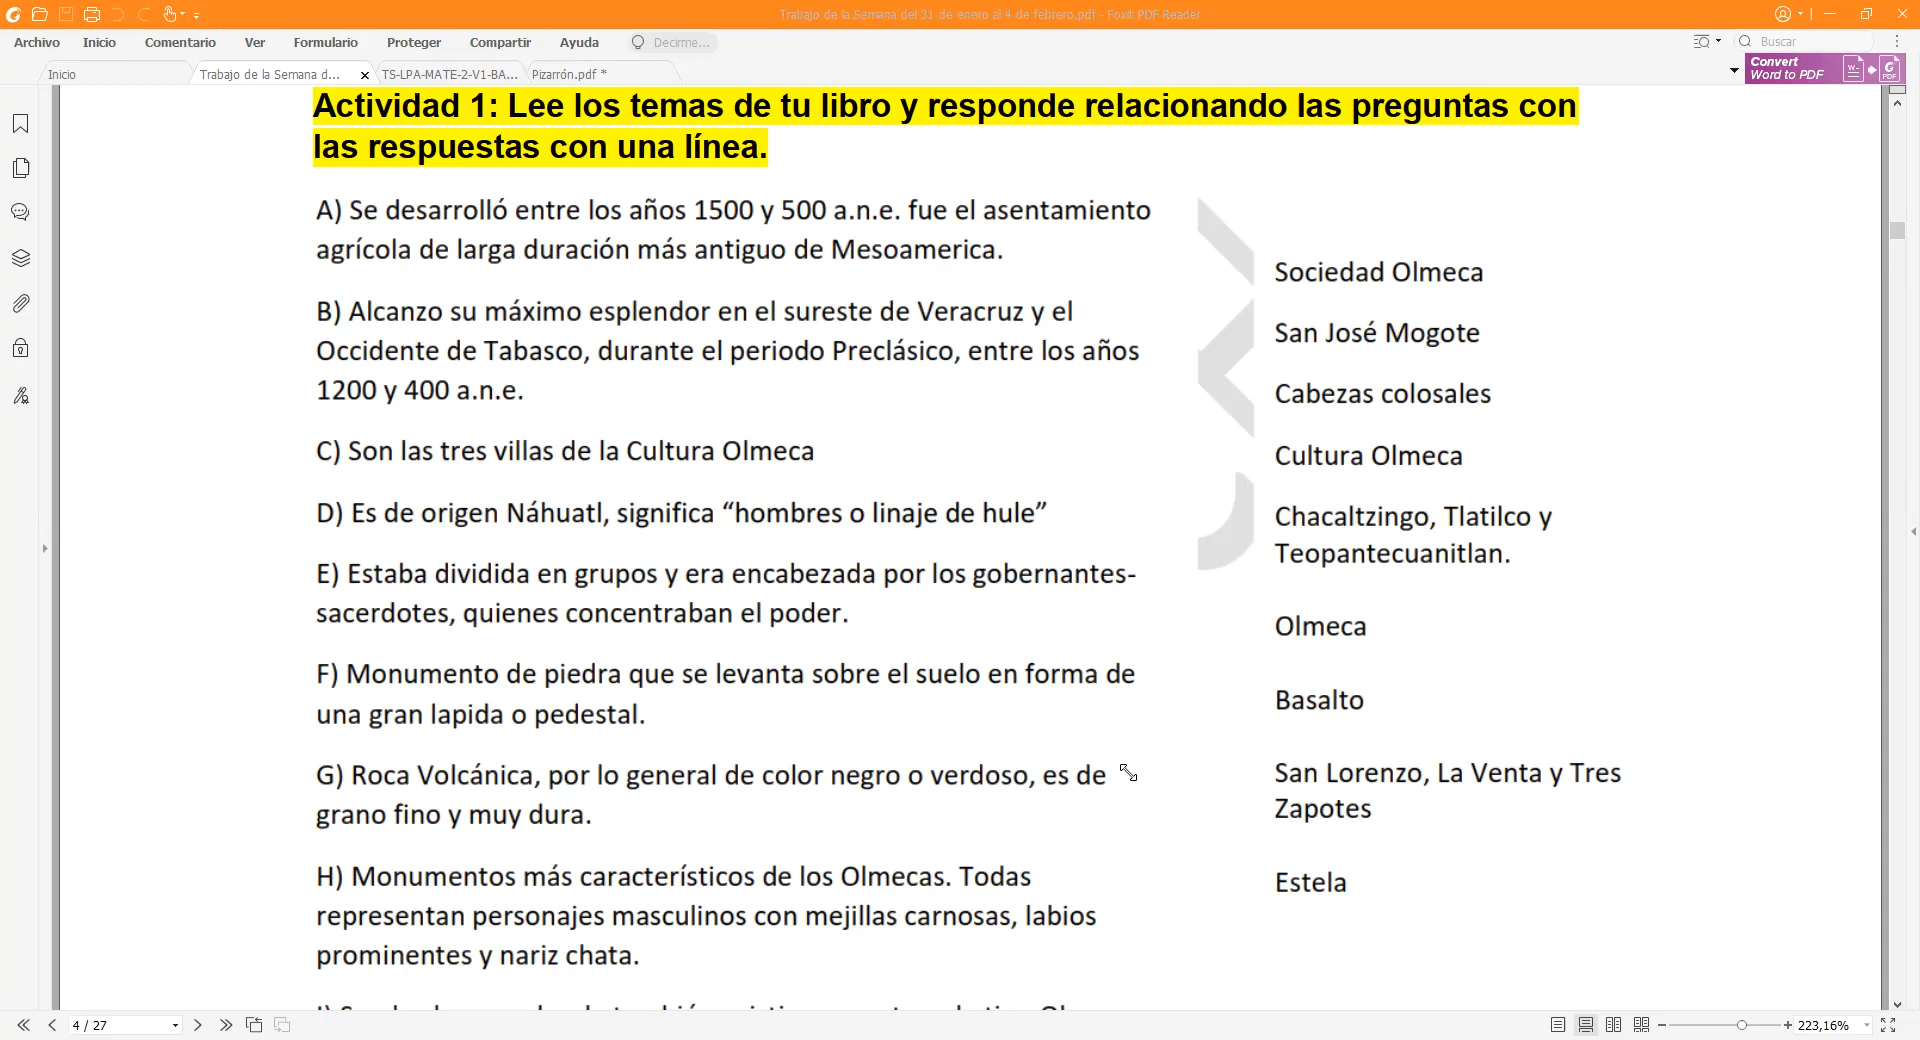 Trabajo de la Semana del 31 de enero al 4 de febrero.pdf - Foxit PDF Reader
Archivo Inicio Comentario Ver Formulario Proteger Compartir Ayuda Decirme... Buscar
Inicio Trabajo de la Semana d... TS-LPA-MATE-2-V1-BA... Pizarrón.pdf *
Convert
Word to PDF
Actividad 1: Lee los temas de tu libro y responde relacionando las preguntas con
las respuestas con una línea.
A) Se desarrolló entre los años 1500 y 500 a.n.e. fue el asentamiento
agrícola de larga duración más antiguo de Mesoamerica.
B) Alcanzo su máximo esplendor en el sureste de Veracruz y el
Occidente de Tabasco, durante el periodo Preclásico, entre los años
1200 y 400 a.n.e.
C) Son las tres villas de la Cultura Olmeca
D) Es de origen Náhuatl, significa “hombres o linaje de hule”
E) Estaba dividida en grupos y era encabezada por los gobernantes-
sacerdotes, quienes concentraban el poder.
F) Monumento de piedra que se levanta sobre el suelo en forma de
una gran lapida o pedestal.
G) Roca Volcánica, por lo general de color negro o verdoso, es de
grano fino y muy dura.
H) Monumentos más característicos de los Olmecas. Todas
representan personajes masculinos con mejillas carnosas, labios
prominentes y nariz chata.
Sociedad Olmeca
San José Mogote
Cabezas colosales
Cultura Olmeca
Chacaltzingo, Tlatilco y
Teopantecuanitlan.
Olmeca
Basalto
San Lorenzo, La Venta y Tres
Zapotes
Estela
4 / 27
223,16%